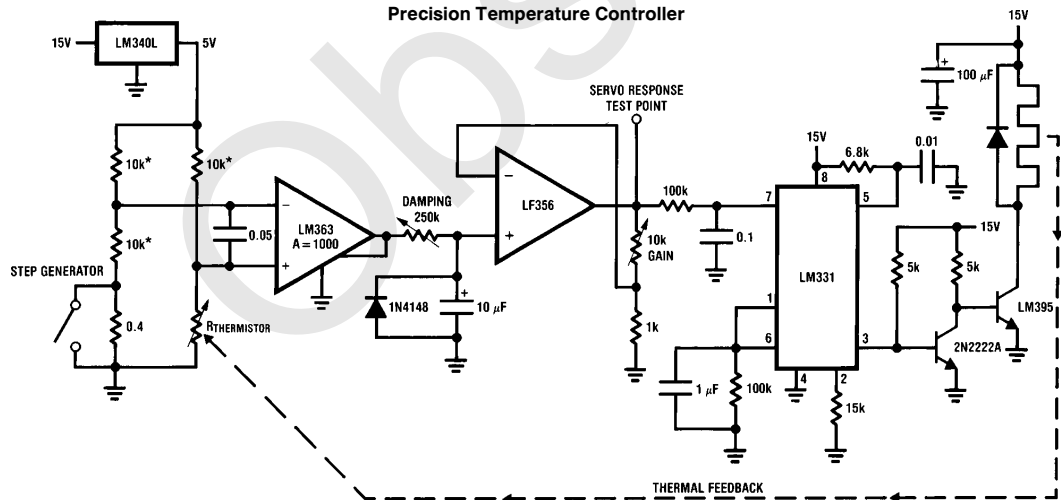 Precision Temperature Controller
15V
LM340L
5V
10k*
10k*
10k*
0.05
−
+
LM363
A = 1000
STEP GENERATOR
0.4
RTHERMISTOR
DAMPING
250k
1N4148
+
10 µF
−
+
LF356
SERVO RESPONSE
TEST POINT
100k
10k
GAIN
1k
0.1
1 µF
100k
15V
6.8k
0.01
8
7
5
LM331
1
6
3
4
2
15k
5k
5k
15V
2N2222A
LM395
15V
+
100 µF
THERMAL FEEDBACK
Obs